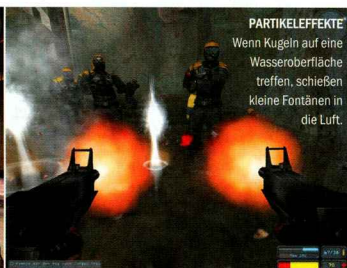 PARTIKELEFFEKTE
Wenn Kugeln auf eine
Wasseroberfläche
treffen, schießen
kleine Fontänen in
die Luft.